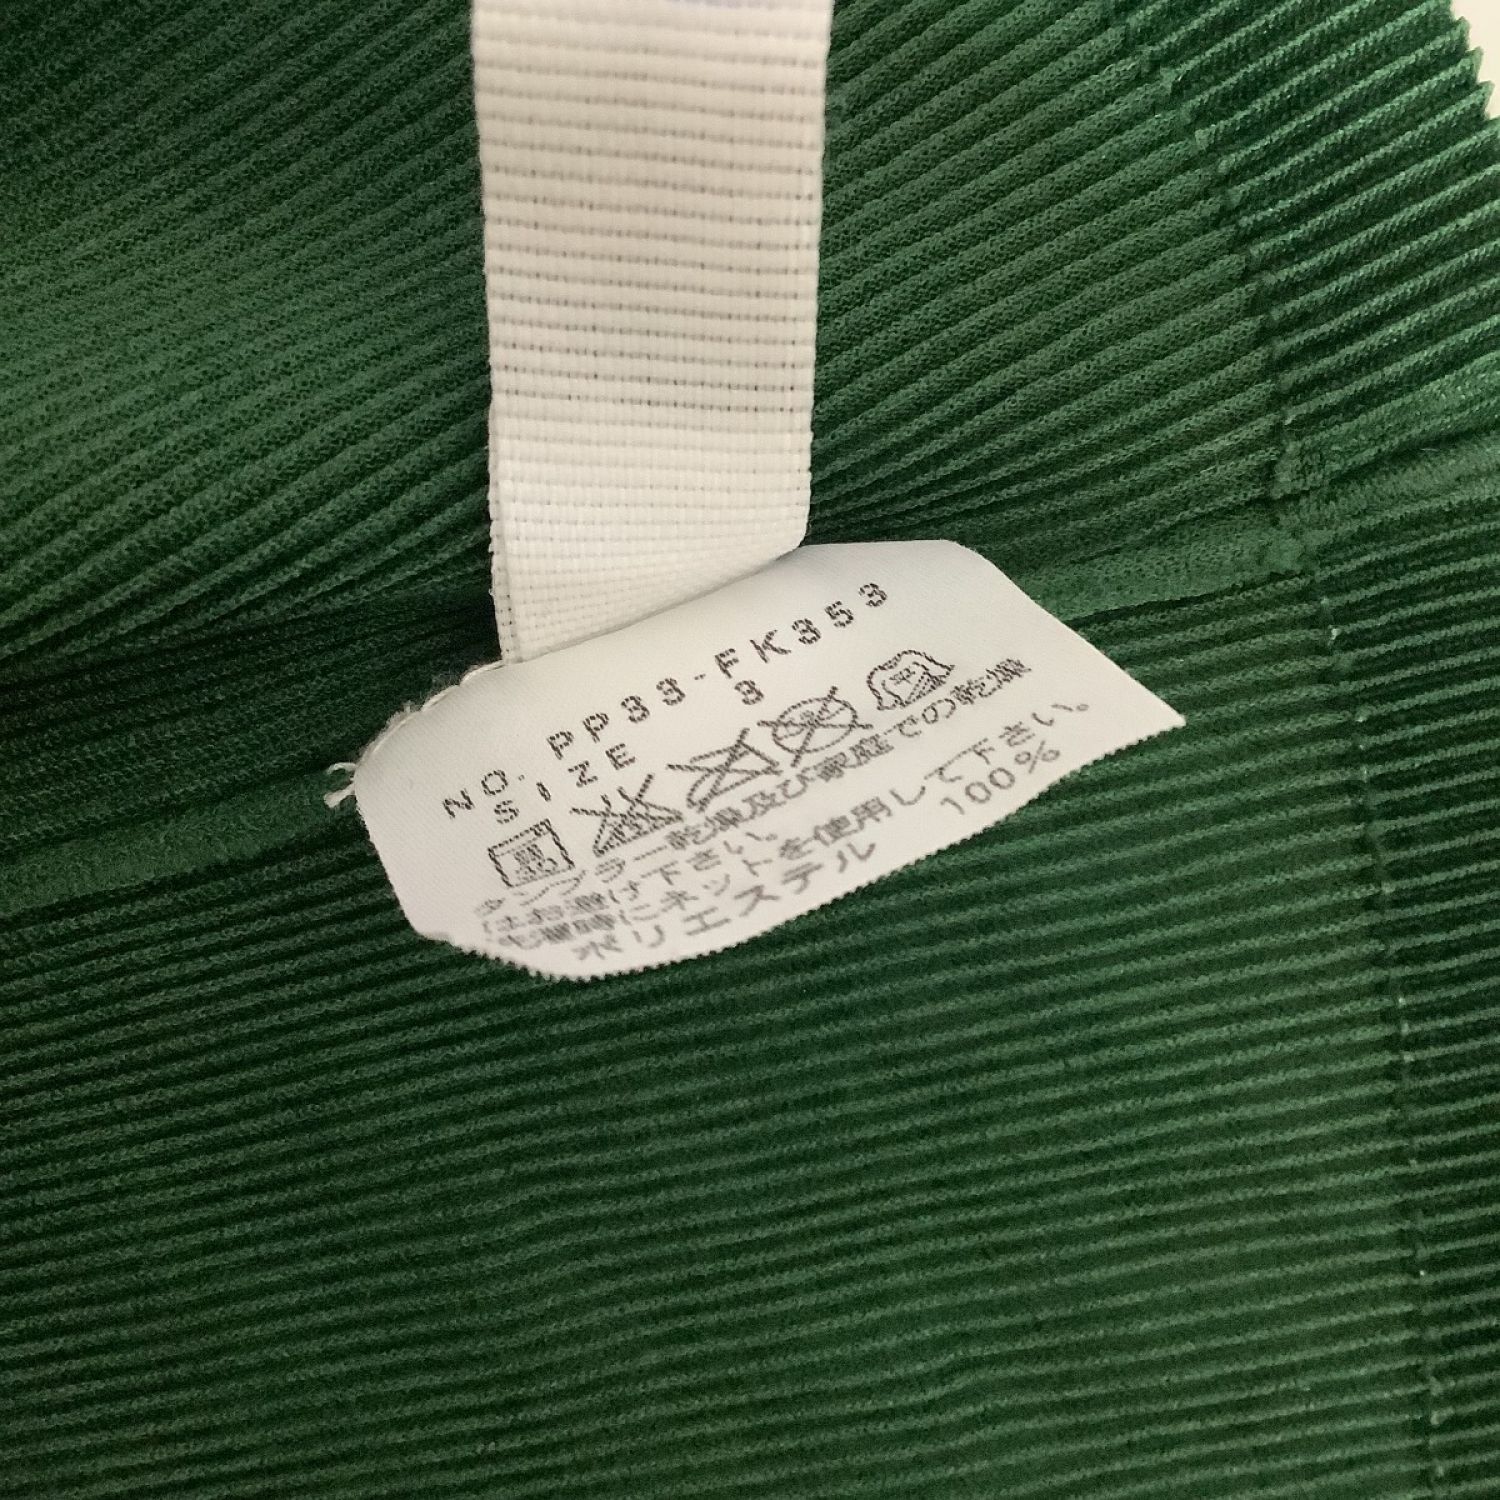 NO. PP33-FK353
SIZE 3
タンブラー乾燥及び家庭での乾燥
はお避け下さい。
洗濯時にネットを使用して下さい。
ポリエステル 100%